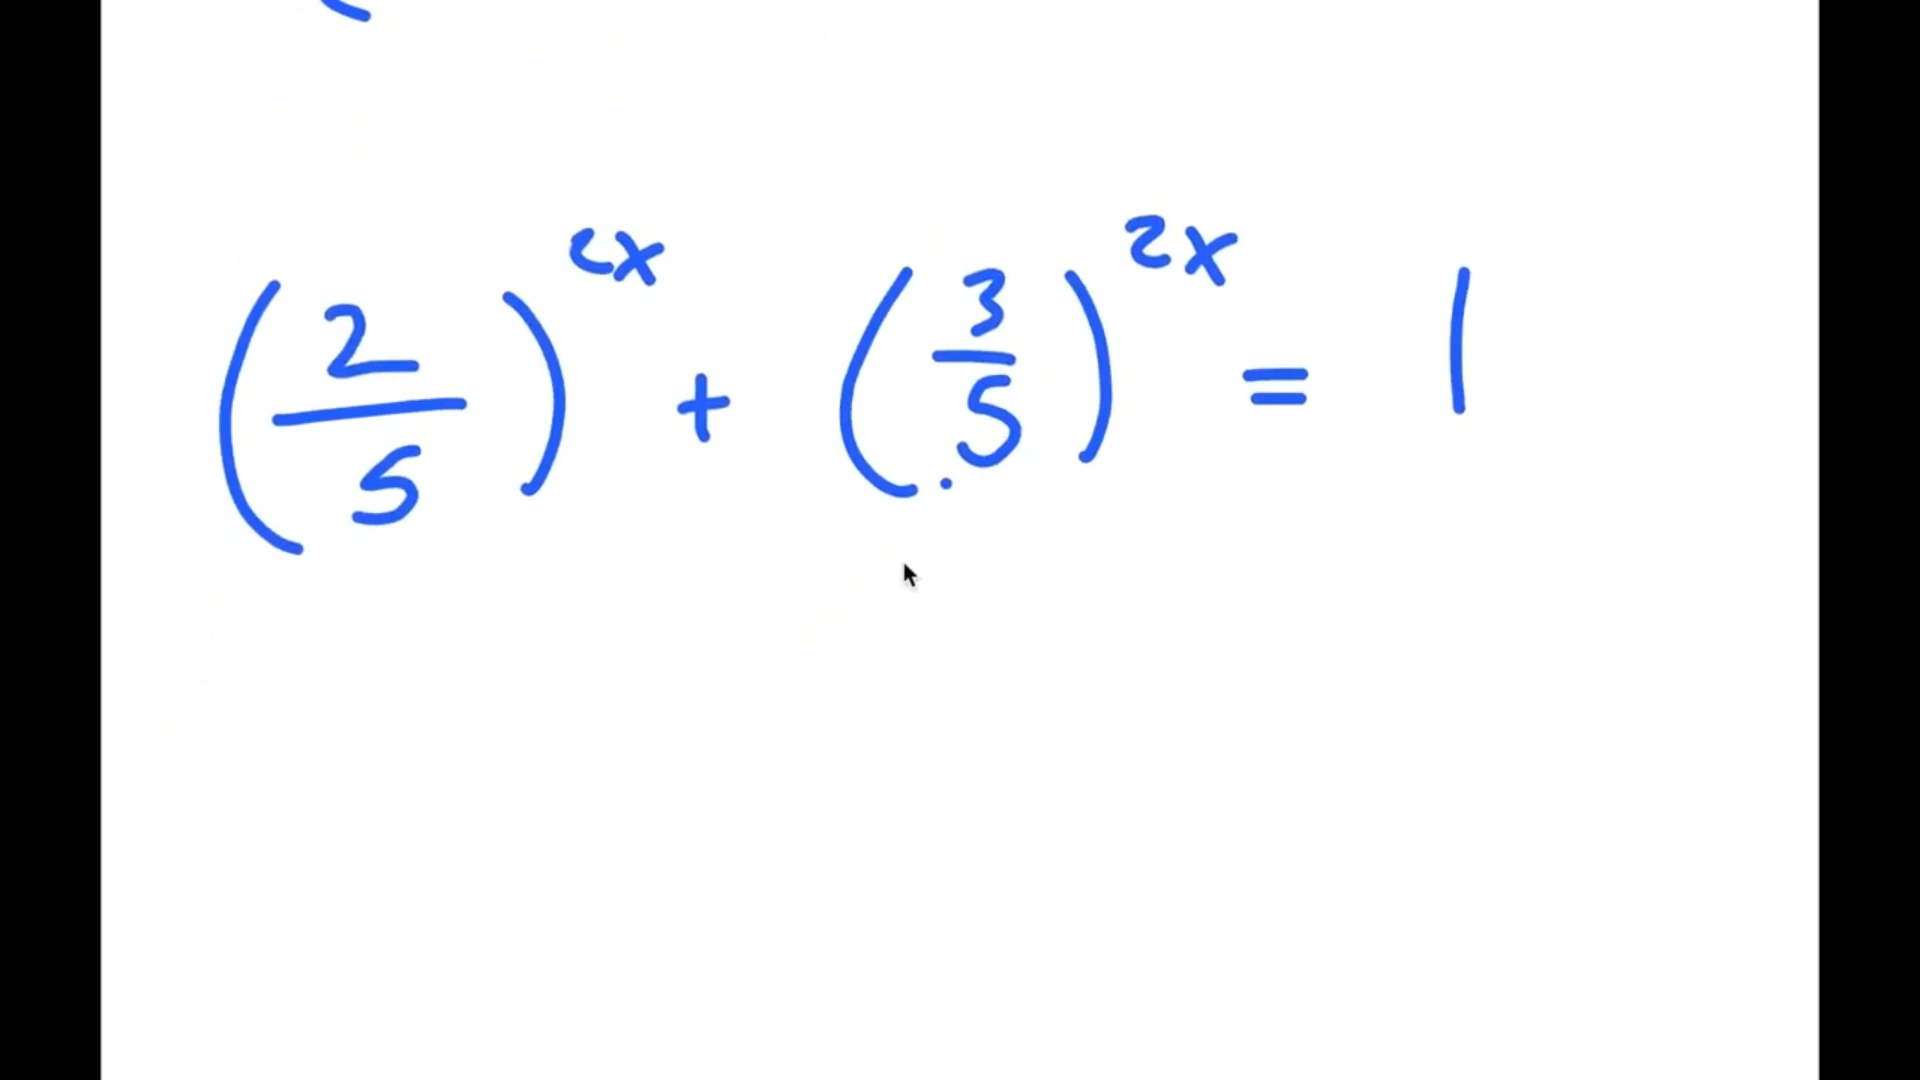 (2/5)^2x + (3/5)^2x = 1